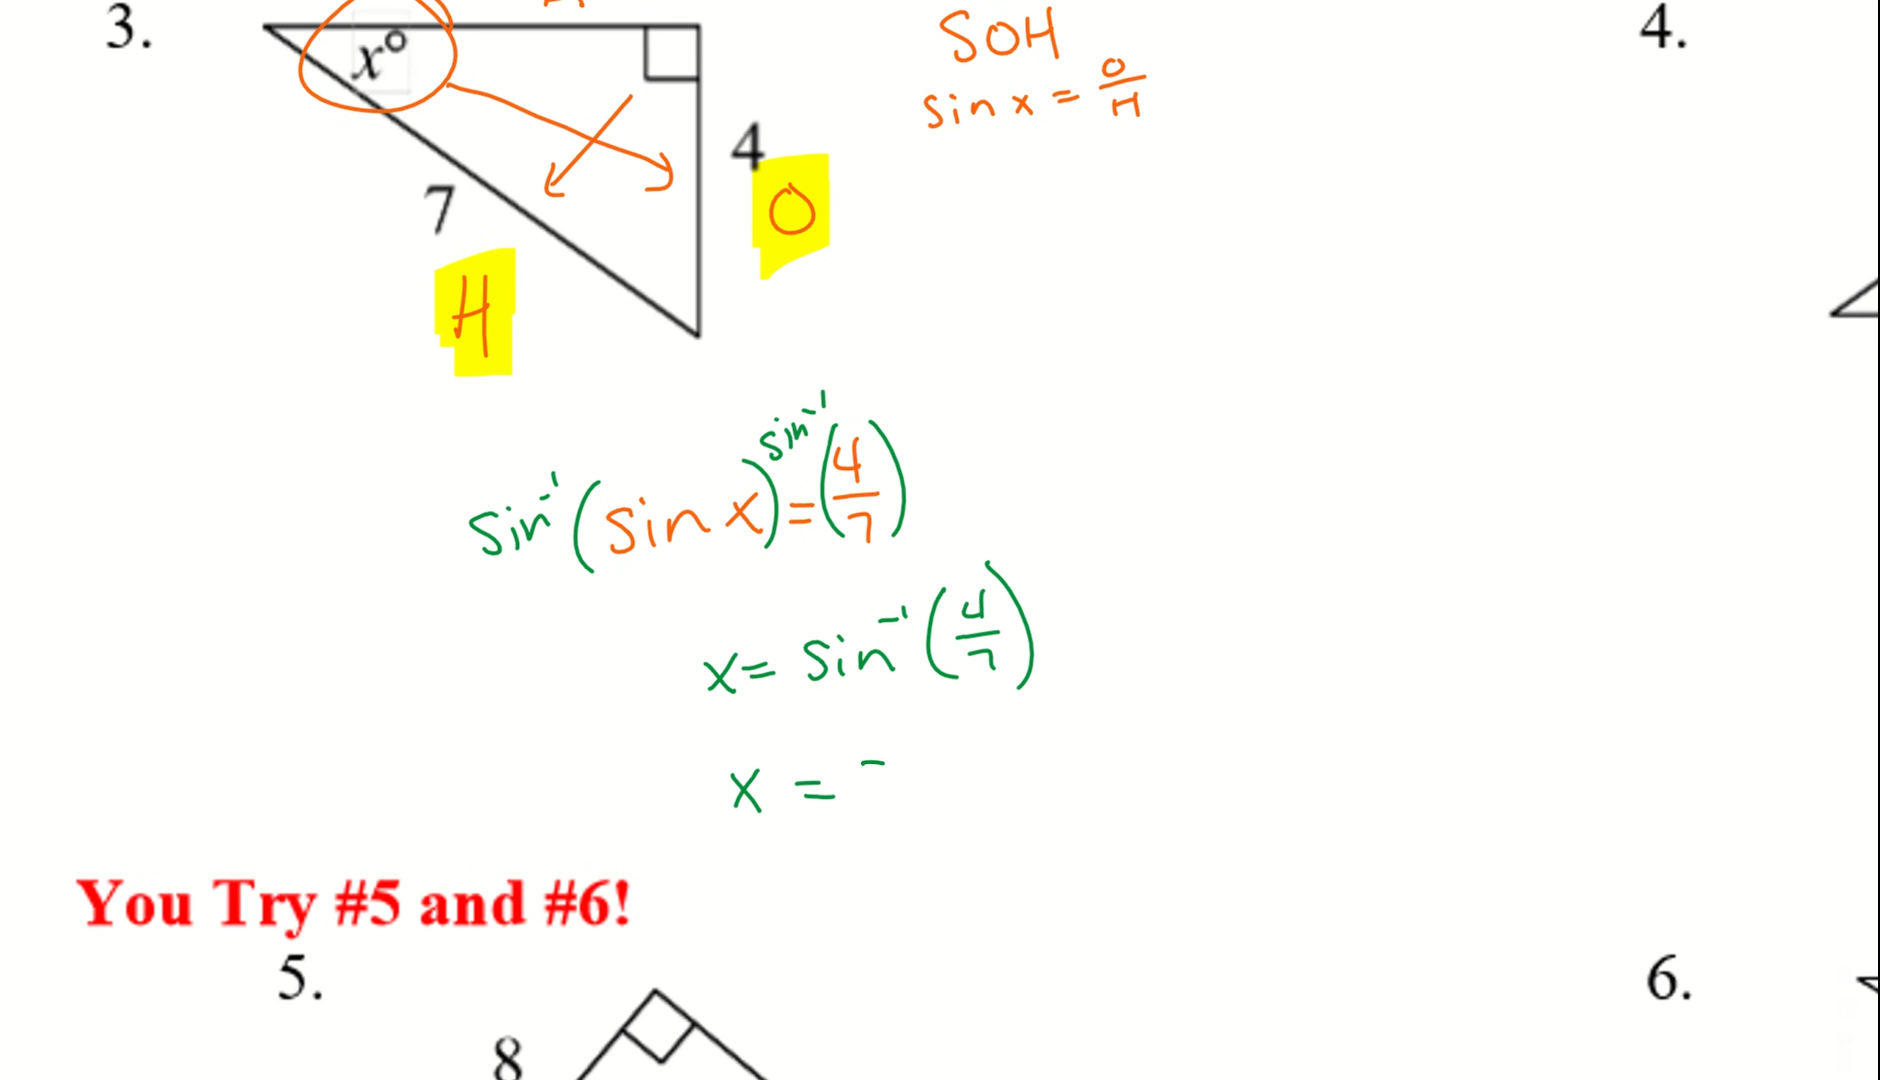 3.
x°
SOH
sin x = O/H
4.
4
O
7
H
sin⁻¹(sin x) = sin⁻¹(4/7)
x = sin⁻¹(4/7)
x =
You Try #5 and #6!
5.
6.
8